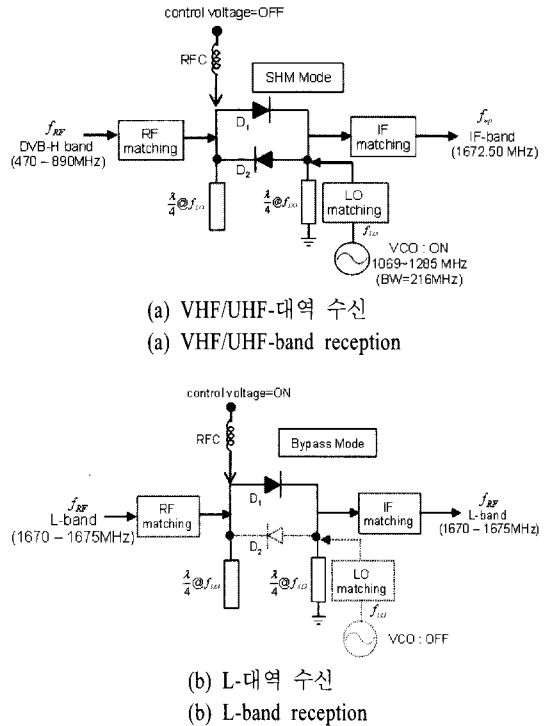 control voltage=OFF
RFC
SHM Mode
D1
D2
fRF
DVB-H band
(470 ~ 890MHz)
RF
matching
IF
matching
fup
IF-band
(1672.50 MHz)
λ/4@fLO
λ/4@fLO
LO
matching
fLO
VCO : ON
1069~1285 MHz
(BW=216MHz)
(a) VHF/UHF-대역 수신
(a) VHF/UHF-band reception
control voltage=ON
RFC
Bypass Mode
D1
D2
fRF
L-band
(1670 ~ 1675MHz)
RF
matching
IF
matching
fRF
L-band
(1670 ~ 1675MHz)
λ/4@fLO
λ/4@fLO
LO
matching
fLO
VCO : OFF
(b) L-대역 수신
(b) L-band reception